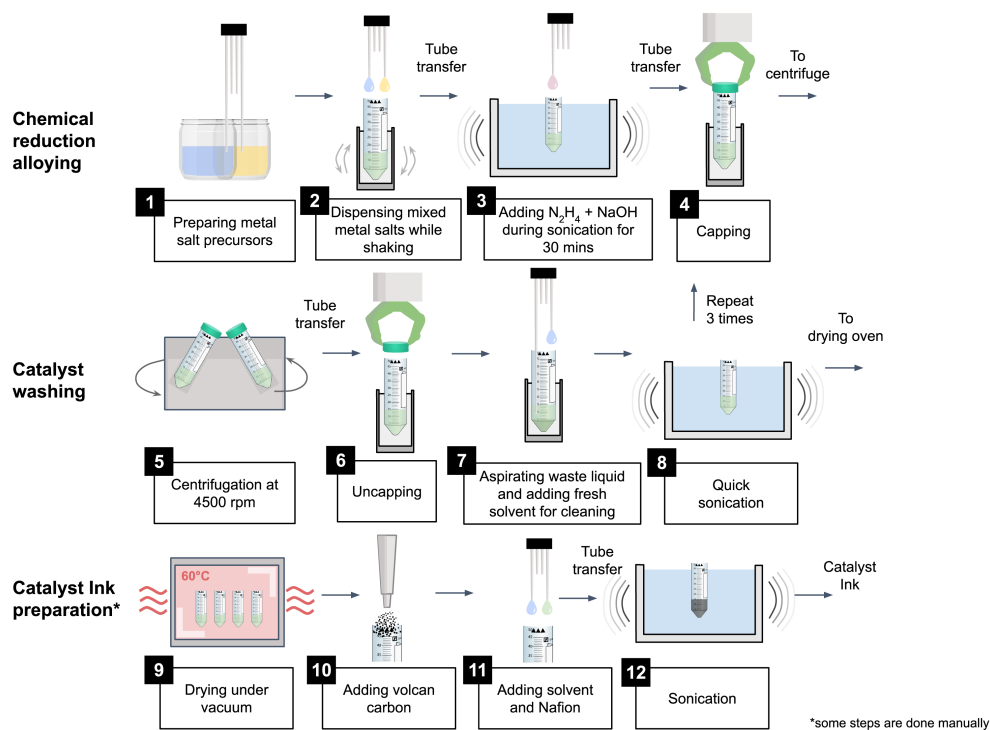 Chemical
reduction
alloying
Tube
transfer
Tube
transfer
To
centrifuge
1
Preparing metal
salt precursors
2
Dispensing mixed
metal salts while
shaking
3
Adding N2H4 + NaOH
during sonication for
30 mins
4
Capping
Catalyst
washing
Tube
transfer
Repeat
3 times
To
drying oven
5
Centrifugation at
4500 rpm
6
Uncapping
7
Aspirating waste liquid
and adding fresh
solvent for cleaning
8
Quick
sonication
Catalyst Ink
preparation*
60°C
Tube
transfer
Catalyst
Ink
9
Drying under
vacuum
10
Adding volcan
carbon
11
Adding solvent
and Nafion
12
Sonication
*some steps are done manually